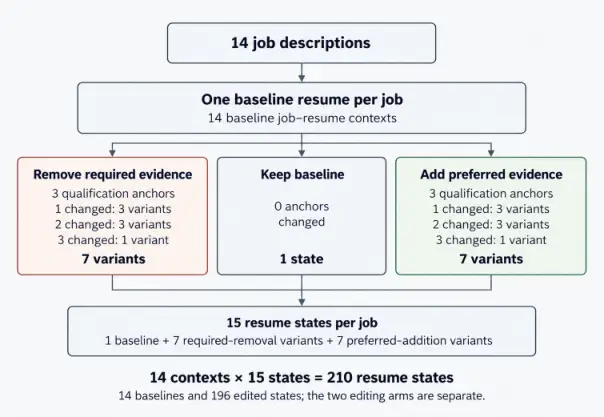 14 job descriptions
One baseline resume per job
14 baseline job–resume contexts
Remove required evidence
3 qualification anchors
1 changed: 3 variants
2 changed: 3 variants
3 changed: 1 variant
7 variants
Keep baseline
0 anchors
changed
1 state
Add preferred evidence
3 qualification anchors
1 changed: 3 variants
2 changed: 3 variants
3 changed: 1 variant
7 variants
15 resume states per job
1 baseline + 7 required-removal variants + 7 preferred-addition variants
14 contexts × 15 states = 210 resume states
14 baselines and 196 edited states; the two editing arms are separate.